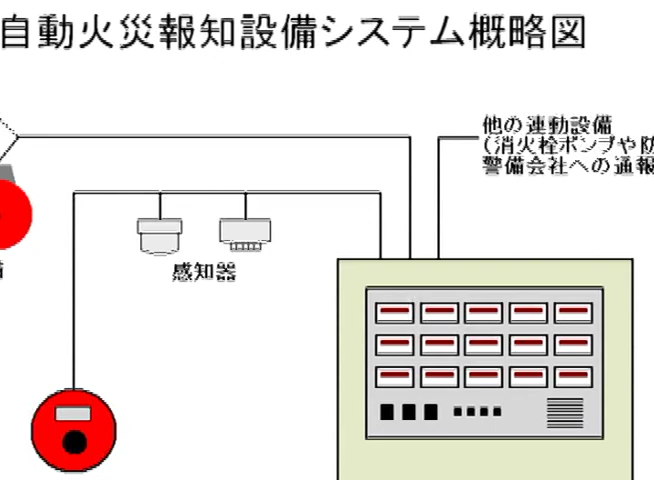 自動火災報知設備システム概略図
他の連動設備
（消火栓ポンプや防
警備会社への通報
感知器